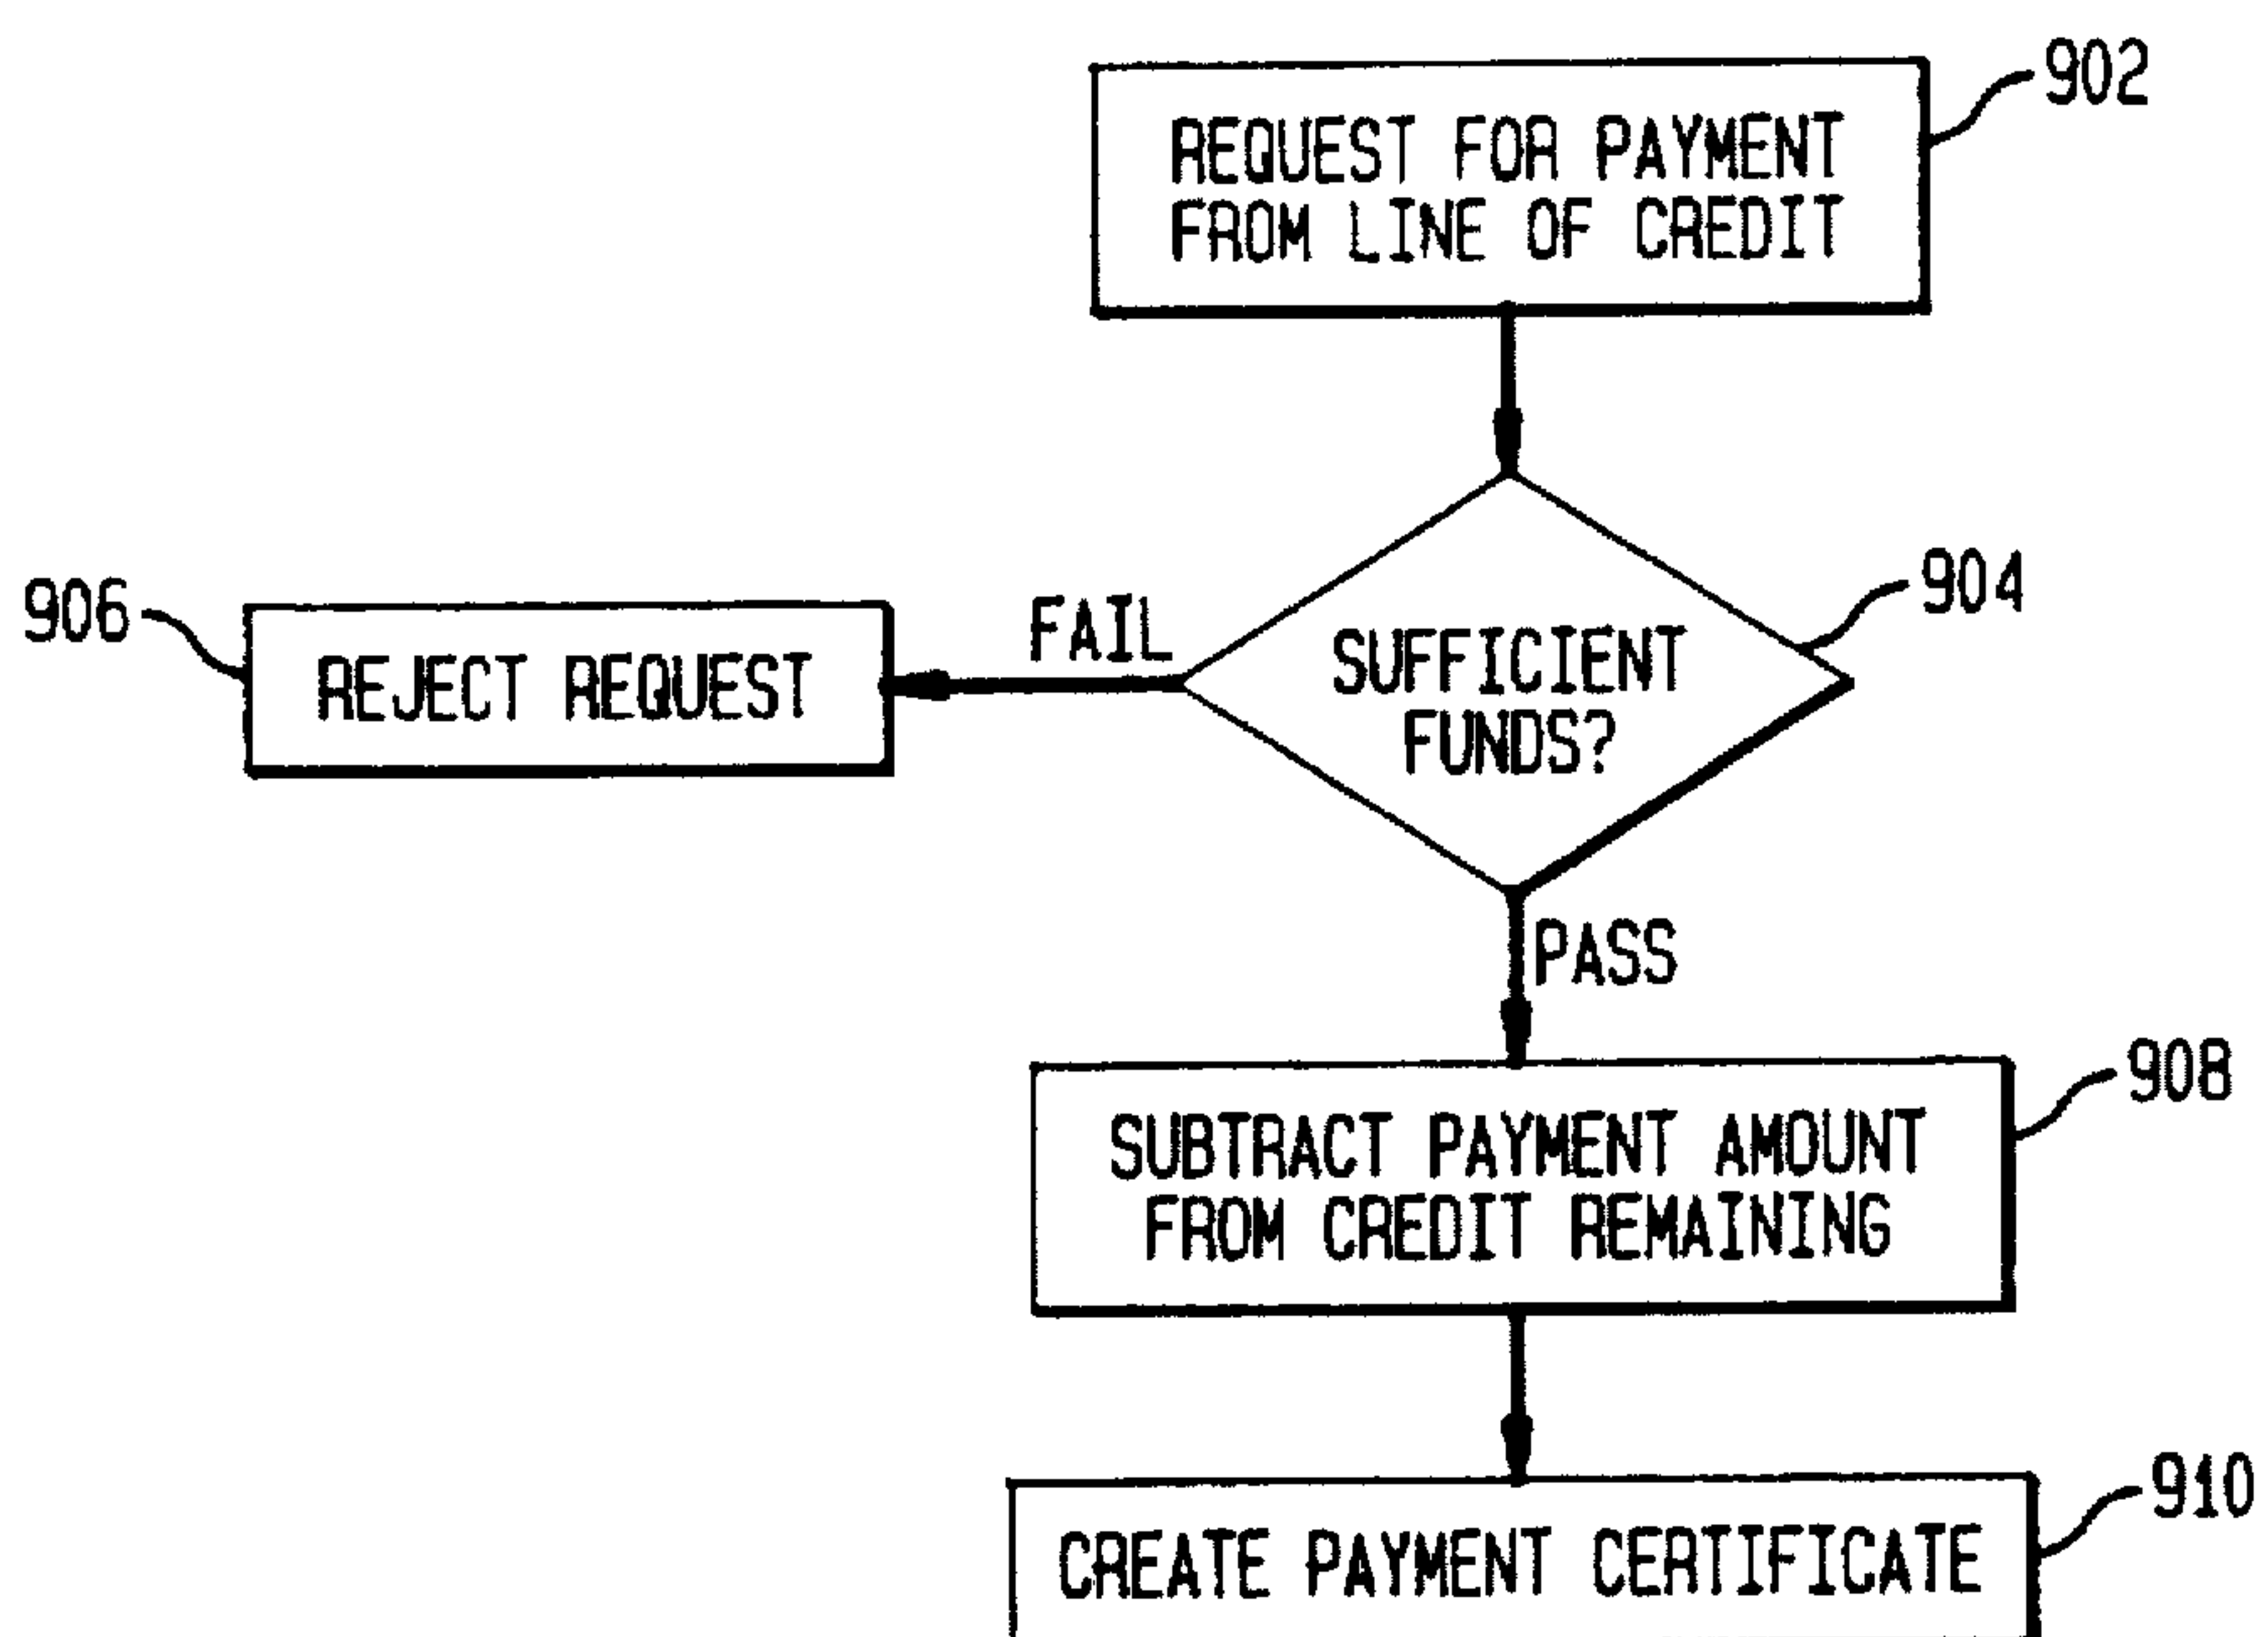 902
REQUEST FOR PAYMENT
FROM LINE OF CREDIT
904
906
FAIL
SUFFICIENT
FUNDS?
REJECT REQUEST
PASS
908
SUBTRACT PAYMENT AMOUNT
FROM CREDIT REMAINING
910
CREATE PAYMENT CERTIFICATE